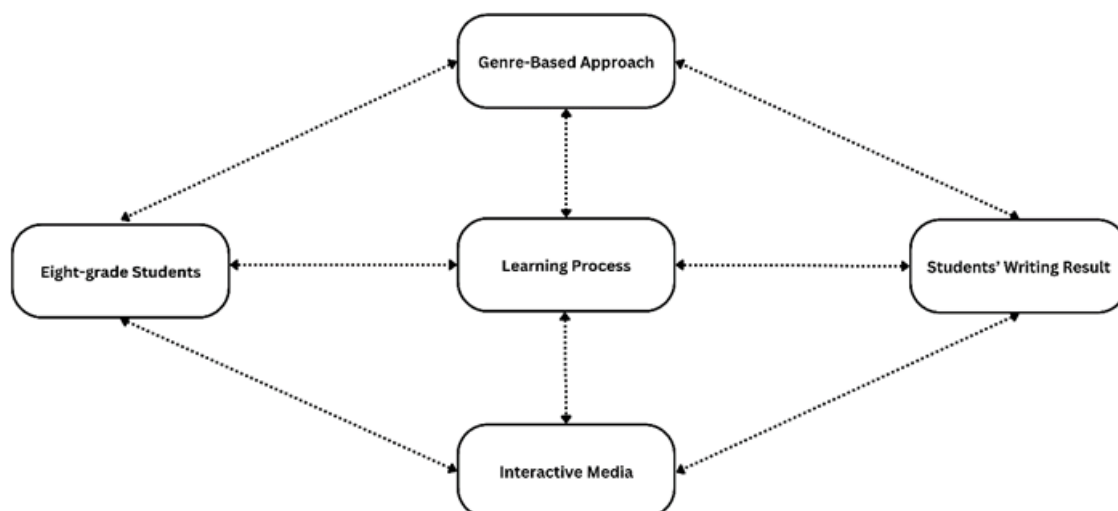 Genre-Based Approach
Eight-grade Students
Learning Process
Students' Writing Result
Interactive Media